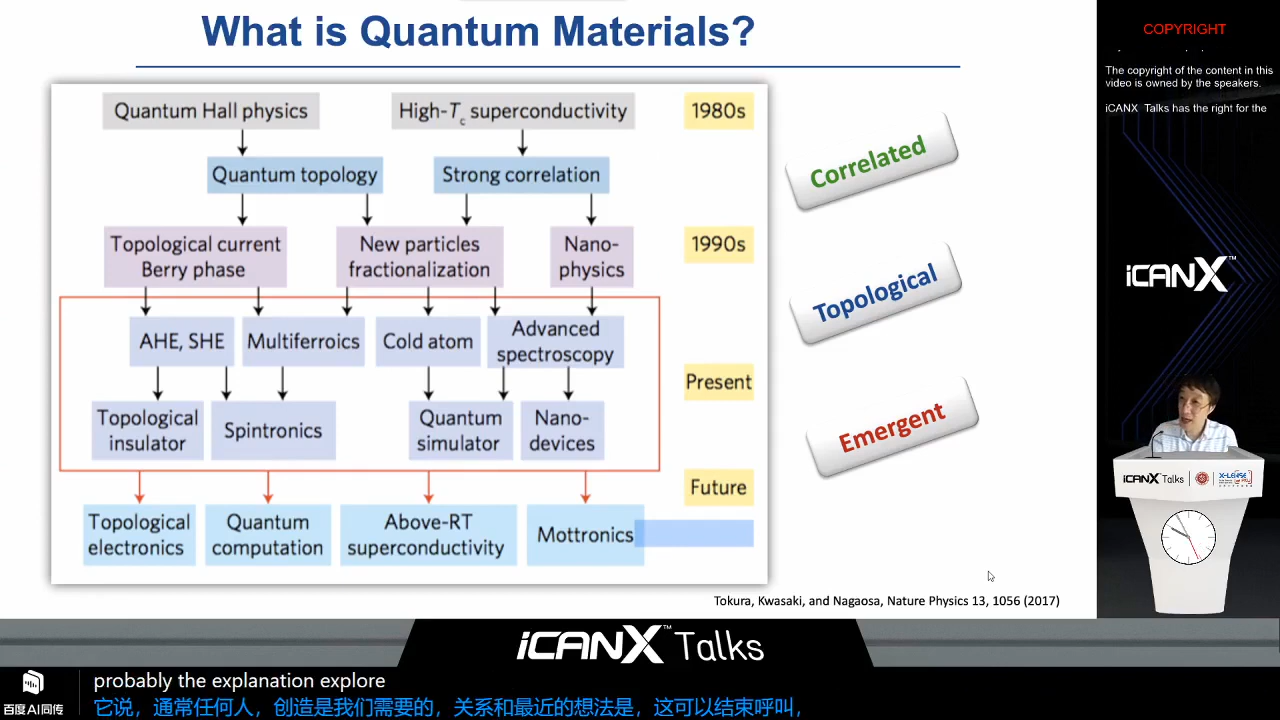 What is Quantum Materials?
COPYRIGHT
The copyright of the content in this
video is owned by the speakers.
iCANX Talks has the right for the
Quantum Hall physics
High-Tc superconductivity
1980s
Quantum topology
Strong correlation
Topological current
Berry phase
New particles
fractionalization
Nano-
physics
1990s
AHE, SHE
Multiferroics
Cold atom
Advanced
spectroscopy
Present
Topological
insulator
Spintronics
Quantum
simulator
Nano-
devices
Future
Topological
electronics
Quantum
computation
Above-RT
superconductivity
Mottronics
Correlated
Topological
Emergent
iCANX™
iCANX Talks
X-LENSE
Tokura, Kwasaki, and Nagaosa, Nature Physics 13, 1056 (2017)
iCANX™ Talks
百度AI同传
probably the explanation explore
它说，通常任何人，创造是我们需要的，关系和最近的想法是，这可以结束呼叫，